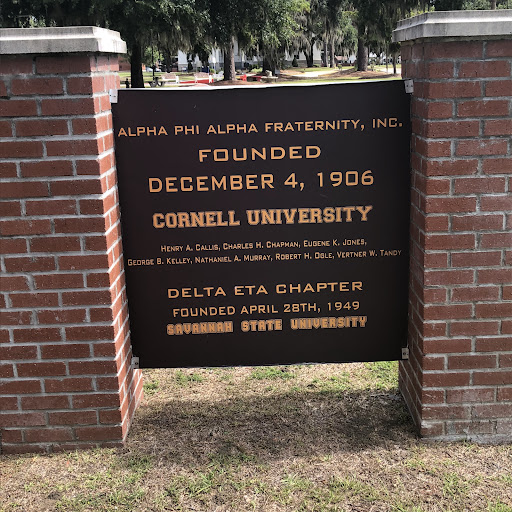 ALPHA PHI ALPHA FRATERNITY, INC.
FOUNDED
DECEMBER 4, 1906
CORNELL UNIVERSITY
HENRY A. CALLIS, CHARLES H. CHAPMAN, EUGENE K. JONES,
GEORGE B. KELLEY, NATHANIEL A. MURRAY, ROBERT H. OGLE, VERTNER W. TANDY
DELTA ETA CHAPTER
FOUNDED APRIL 28TH, 1949
SAVANNAH STATE UNIVERSITY